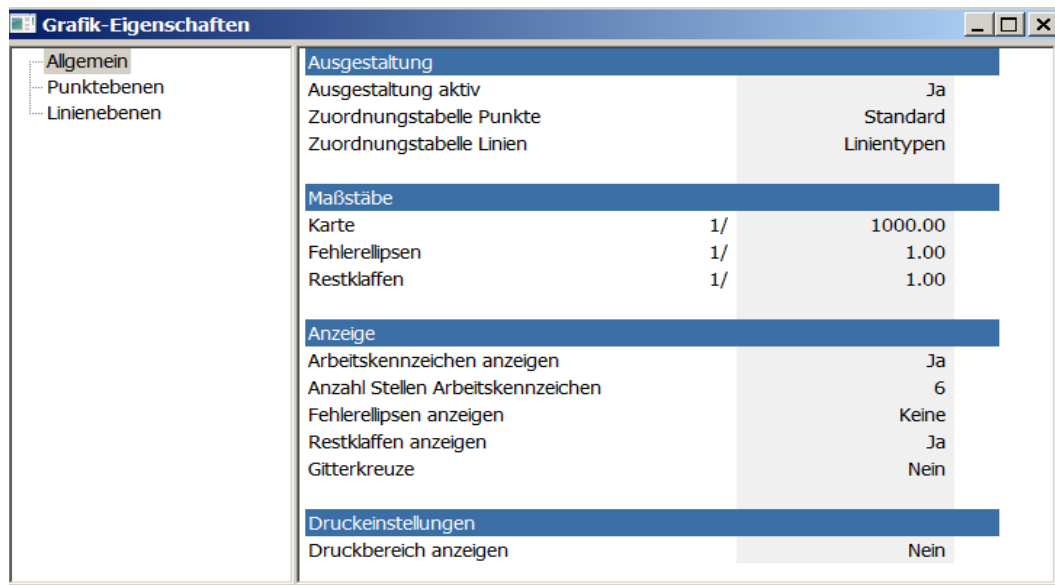 Grafik-Eigenschaften
Allgemein
Punktebenen
Linienebenen
Ausgestaltung
Ausgestaltung aktiv Ja
Zuordnungstabelle Punkte Standard
Zuordnungstabelle Linien Linientypen
Maßstäbe
Karte 1/ 1000.00
Fehlerellipsen 1/ 1.00
Restklaffen 1/ 1.00
Anzeige
Arbeitskennzeichen anzeigen Ja
Anzahl Stellen Arbeitskennzeichen 6
Fehlerellipsen anzeigen Keine
Restklaffen anzeigen Ja
Gitterkreuze Nein
Druckeinstellungen
Druckbereich anzeigen Nein